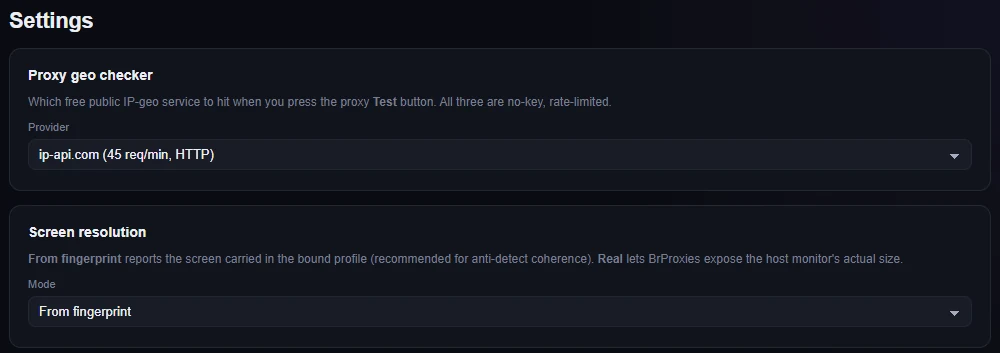 Settings
Proxy geo checker
Which free public IP-geo service to hit when you press the proxy Test button. All three are no-key, rate-limited.
Provider
ip-api.com (45 req/min, HTTP)
Screen resolution
From fingerprint reports the screen carried in the bound profile (recommended for anti-detect coherence). Real lets BrProxies expose the host monitor's actual size.
Mode
From fingerprint